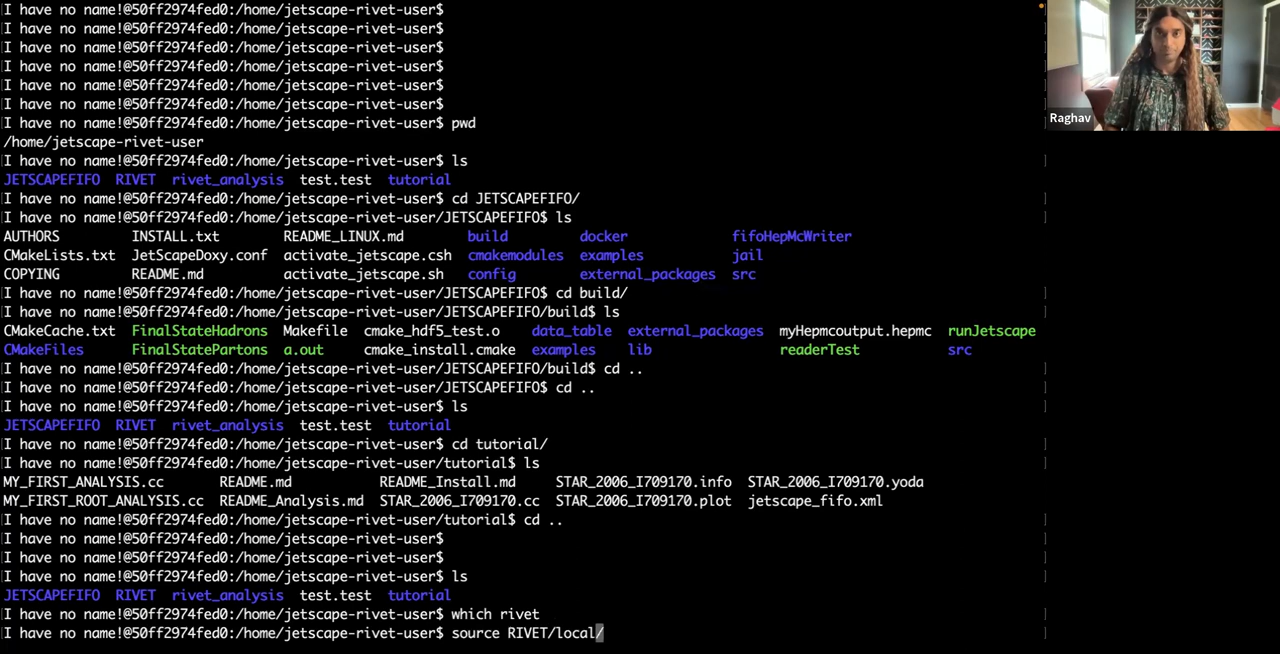 I have no name!@50ff2974fed0:/home/jetscape-rivet-user$
I have no name!@50ff2974fed0:/home/jetscape-rivet-user$
I have no name!@50ff2974fed0:/home/jetscape-rivet-user$
I have no name!@50ff2974fed0:/home/jetscape-rivet-user$
I have no name!@50ff2974fed0:/home/jetscape-rivet-user$
I have no name!@50ff2974fed0:/home/jetscape-rivet-user$
I have no name!@50ff2974fed0:/home/jetscape-rivet-user$ pwd
/home/jetscape-rivet-user
I have no name!@50ff2974fed0:/home/jetscape-rivet-user$ ls
JETSCAPEFIFO RIVET rivet_analysis test.test tutorial
I have no name!@50ff2974fed0:/home/jetscape-rivet-user$ cd JETSCAPEFIFO/
I have no name!@50ff2974fed0:/home/jetscape-rivet-user/JETSCAPEFIFO$ ls
AUTHORS INSTALL.txt README_LINUX.md build docker fifoHepMcWriter
CMakeLists.txt JetScapeDoxy.conf activate_jetscape.csh cmakemodules examples jail
COPYING README.md activate_jetscape.sh config external_packages src
I have no name!@50ff2974fed0:/home/jetscape-rivet-user/JETSCAPEFIFO$ cd build/
I have no name!@50ff2974fed0:/home/jetscape-rivet-user/JETSCAPEFIFO/build$ ls
CMakeCache.txt FinalStateHadrons Makefile cmake_hdf5_test.o data_table external_packages myHepmcoutput.hepmc runJetscape
CMakeFiles FinalStatePartons a.out cmake_install.cmake examples lib readerTest src
I have no name!@50ff2974fed0:/home/jetscape-rivet-user/JETSCAPEFIFO/build$ cd ..
I have no name!@50ff2974fed0:/home/jetscape-rivet-user/JETSCAPEFIFO$ cd ..
I have no name!@50ff2974fed0:/home/jetscape-rivet-user$ ls
JETSCAPEFIFO RIVET rivet_analysis test.test tutorial
I have no name!@50ff2974fed0:/home/jetscape-rivet-user$ cd tutorial/
I have no name!@50ff2974fed0:/home/jetscape-rivet-user/tutorial$ ls
MY_FIRST_ANALYSIS.cc README.md README_Install.md STAR_2006_I709170.info STAR_2006_I709170.yoda
MY_FIRST_ROOT_ANALYSIS.cc README_Analysis.md STAR_2006_I709170.cc STAR_2006_I709170.plot jetscape_fifo.xml
I have no name!@50ff2974fed0:/home/jetscape-rivet-user/tutorial$ cd ..
I have no name!@50ff2974fed0:/home/jetscape-rivet-user$
I have no name!@50ff2974fed0:/home/jetscape-rivet-user$
I have no name!@50ff2974fed0:/home/jetscape-rivet-user$ ls
JETSCAPEFIFO RIVET rivet_analysis test.test tutorial
I have no name!@50ff2974fed0:/home/jetscape-rivet-user$ which rivet
I have no name!@50ff2974fed0:/home/jetscape-rivet-user$ source RIVET/local/
Raghav